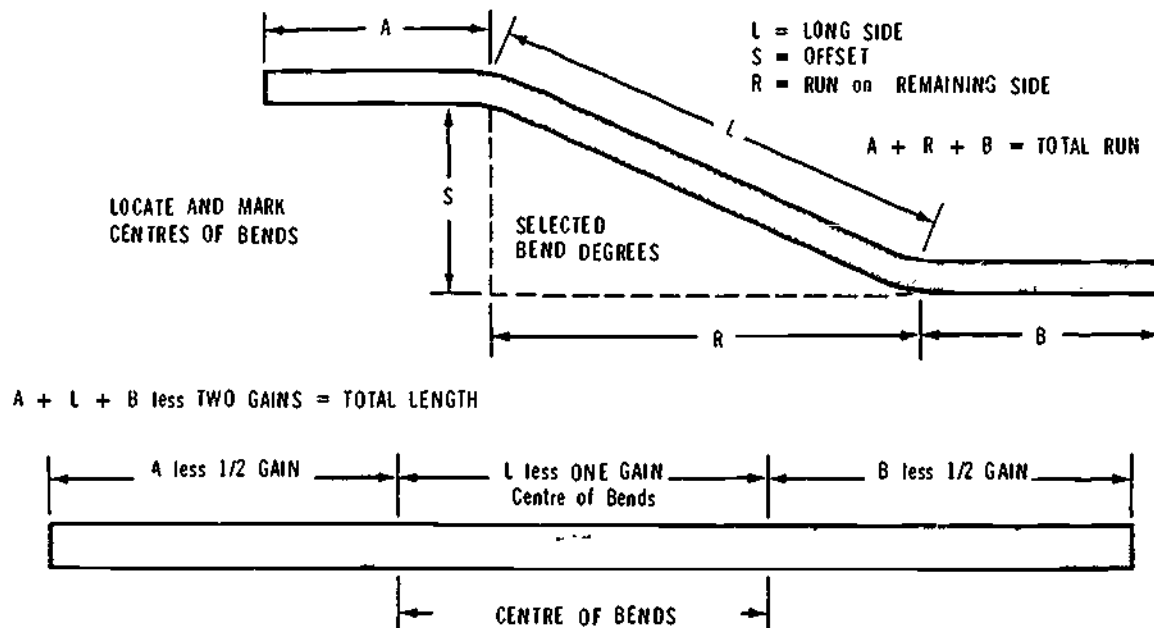 A
L = LONG SIDE
S = OFFSET
R = RUN on REMAINING SIDE
L
A + R + B = TOTAL RUN
S
LOCATE AND MARK
CENTRES OF BENDS
SELECTED
BEND DEGREES
R
B
A + L + B less TWO GAINS = TOTAL LENGTH
A less 1/2 GAIN
L less ONE GAIN
Centre of Bends
B less 1/2 GAIN
CENTRE OF BENDS